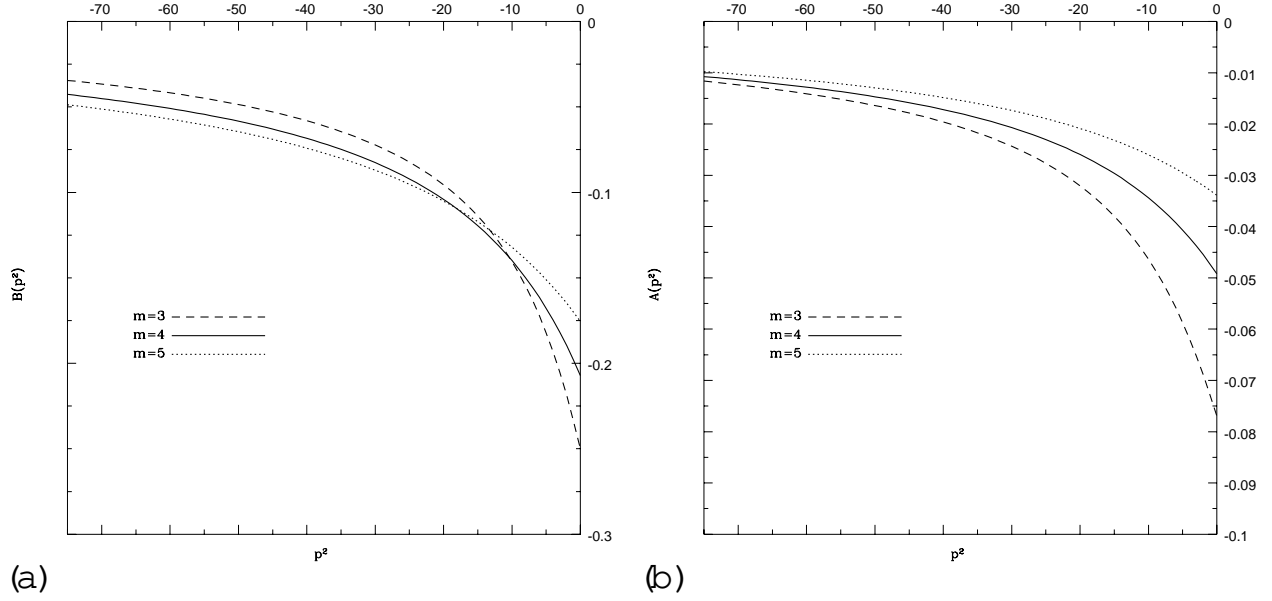 -70 -60 -50 -40 -30 -20 -10 0
0
-0.1
-0.2
-0.3
B(p²)
m=3
m=4
m=5
p²
(a)
-70 -60 -50 -40 -30 -20 -10 0
0
-0.01
-0.02
-0.03
-0.04
-0.05
-0.06
-0.07
-0.08
-0.09
-0.1
A(p²)
m=3
m=4
m=5
p²
(b)